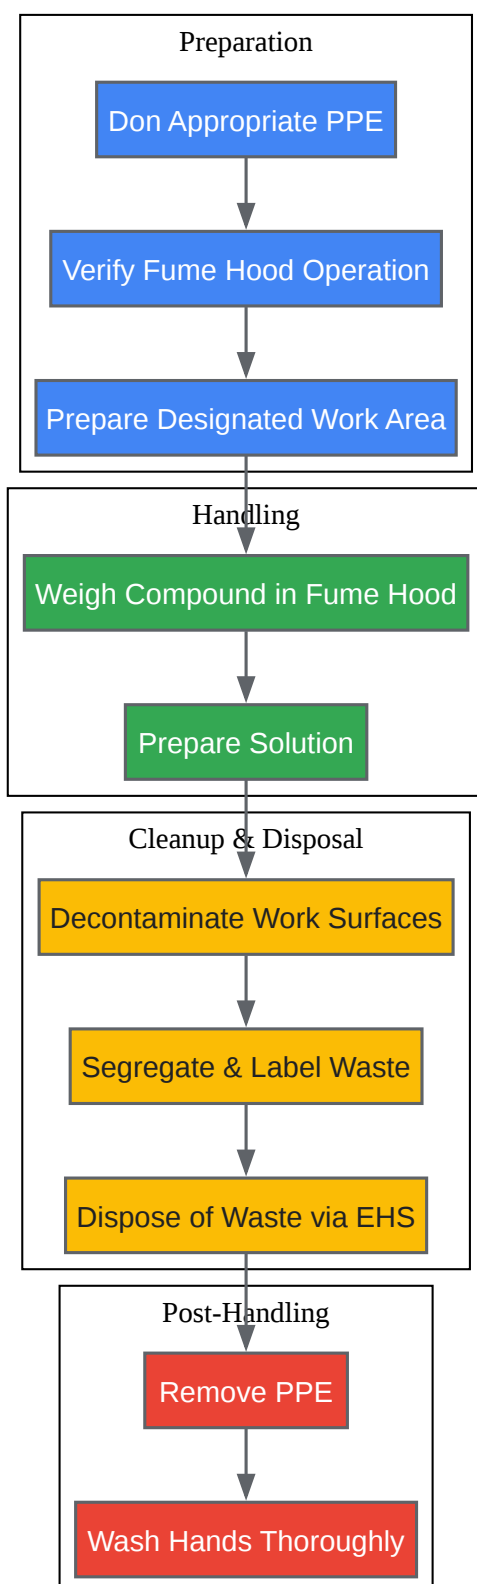 Preparation
Don Appropriate PPE
Verify Fume Hood Operation
Prepare Designated Work Area
Handling
Weigh Compound in Fume Hood
Prepare Solution
Cleanup & Disposal
Decontaminate Work Surfaces
Segregate & Label Waste
Dispose of Waste via EHS
Post-Handling
Remove PPE
Wash Hands Thoroughly